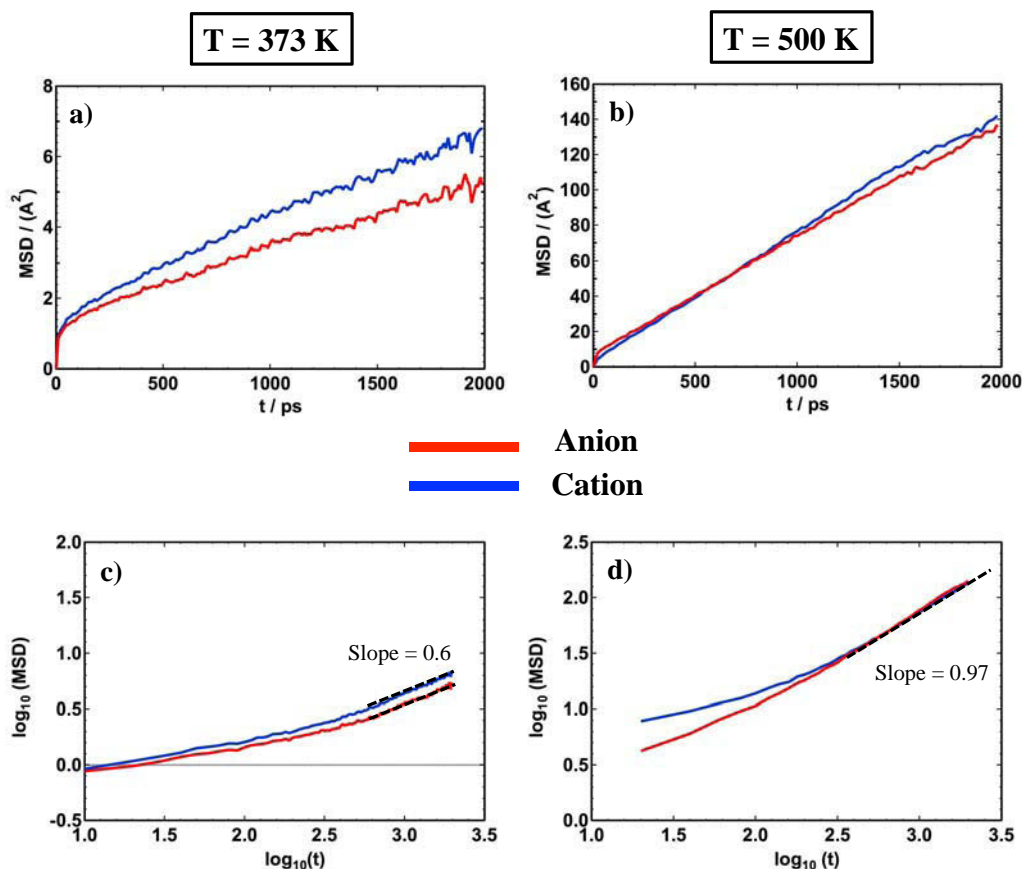 T = 373 K
T = 500 K
a)
8
6
4
2
0
MSD / (A²)
0 500 1000 1500 2000
t / ps
b)
160
140
120
100
80
60
40
20
0
MSD / (A²)
0 500 1000 1500 2000
t / ps
Anion
Cation
c)
2.0
1.5
1.0
0.5
0.0
-0.5
log₁₀ (MSD)
Slope = 0.6
1.0 1.5 2.0 2.5 3.0 3.5
log₁₀(t)
d)
2.5
2.0
1.5
1.0
0.5
0.0
log₁₀ (MSD)
Slope = 0.97
1.0 1.5 2.0 2.5 3.0 3.5
log₁₀ (t)